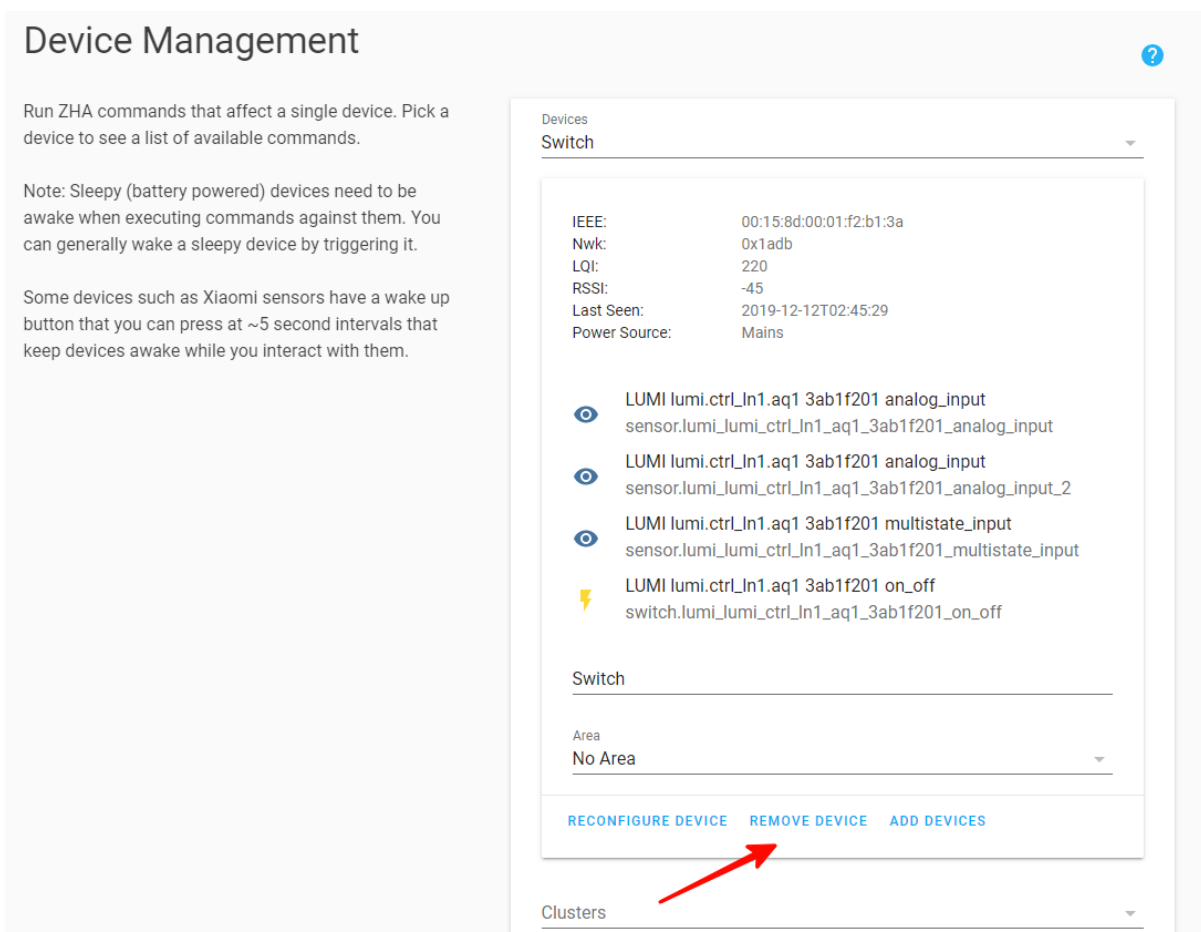 Device Management
?
Run ZHA commands that affect a single device. Pick a
device to see a list of available commands.
Note: Sleepy (battery powered) devices need to be
awake when executing commands against them. You
can generally wake a sleepy device by triggering it.
Some devices such as Xiaomi sensors have a wake up
button that you can press at ~5 second intervals that
keep devices awake while you interact with them.
Devices
Switch
IEEE: 00:15:8d:00:01:f2:b1:3a
Nwk: 0x1adb
LQI: 220
RSSI: -45
Last Seen: 2019-12-12T02:45:29
Power Source: Mains
LUMI lumi.ctrl_ln1.aq1 3ab1f201 analog_input
sensor.lumi_lumi_ctrl_ln1_aq1_3ab1f201_analog_input
LUMI lumi.ctrl_ln1.aq1 3ab1f201 analog_input
sensor.lumi_lumi_ctrl_ln1_aq1_3ab1f201_analog_input_2
LUMI lumi.ctrl_ln1.aq1 3ab1f201 multistate_input
sensor.lumi_lumi_ctrl_ln1_aq1_3ab1f201_multistate_input
LUMI lumi.ctrl_ln1.aq1 3ab1f201 on_off
switch.lumi_lumi_ctrl_ln1_aq1_3ab1f201_on_off
Switch
Area
No Area
RECONFIGURE DEVICE REMOVE DEVICE ADD DEVICES
Clusters